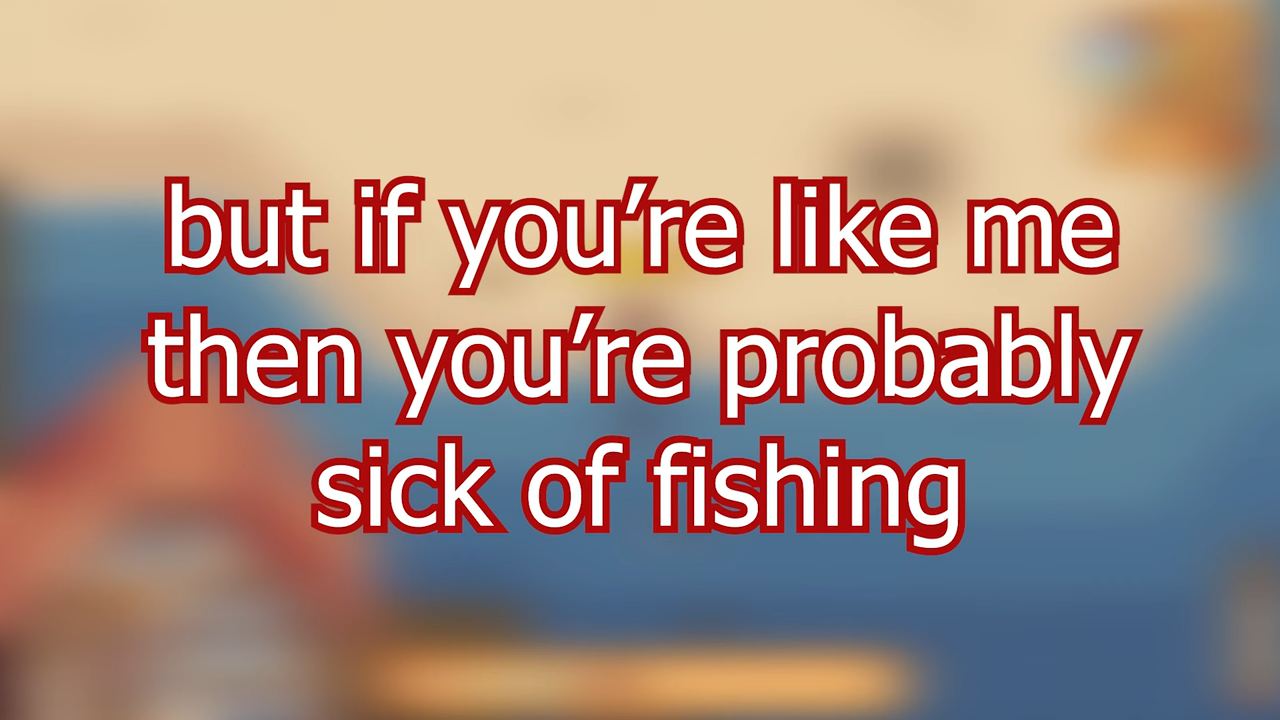 but if you’re like me
then you’re probably
sick of fishing